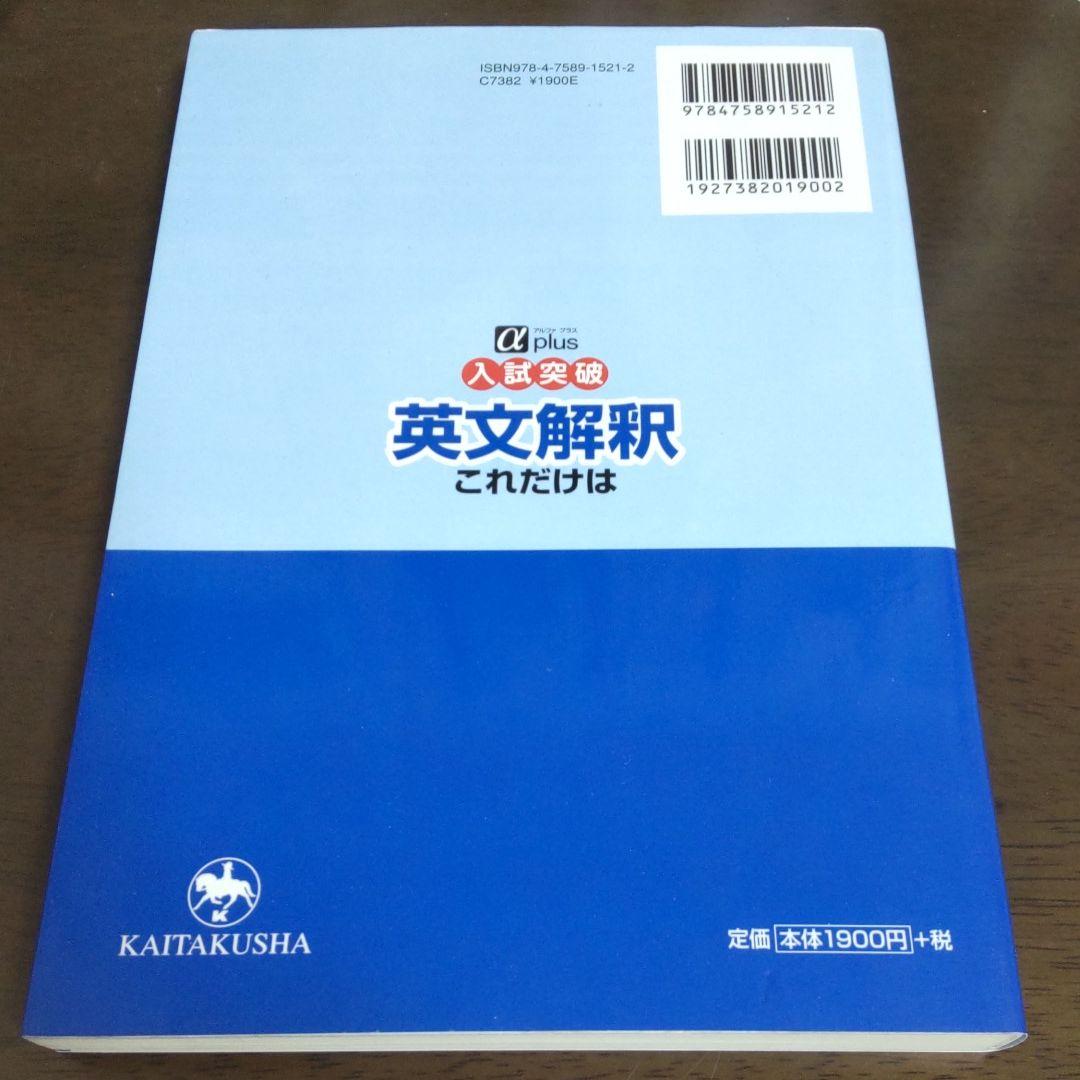 ISBN978-4-7589-1521-2
C7382 ¥1900E
9784758915212
1927382019002
アルファ プラス
α plus
入試突破
英文解釈
これだけは
K
KAITAKUSHA
定価 本体1900円+税